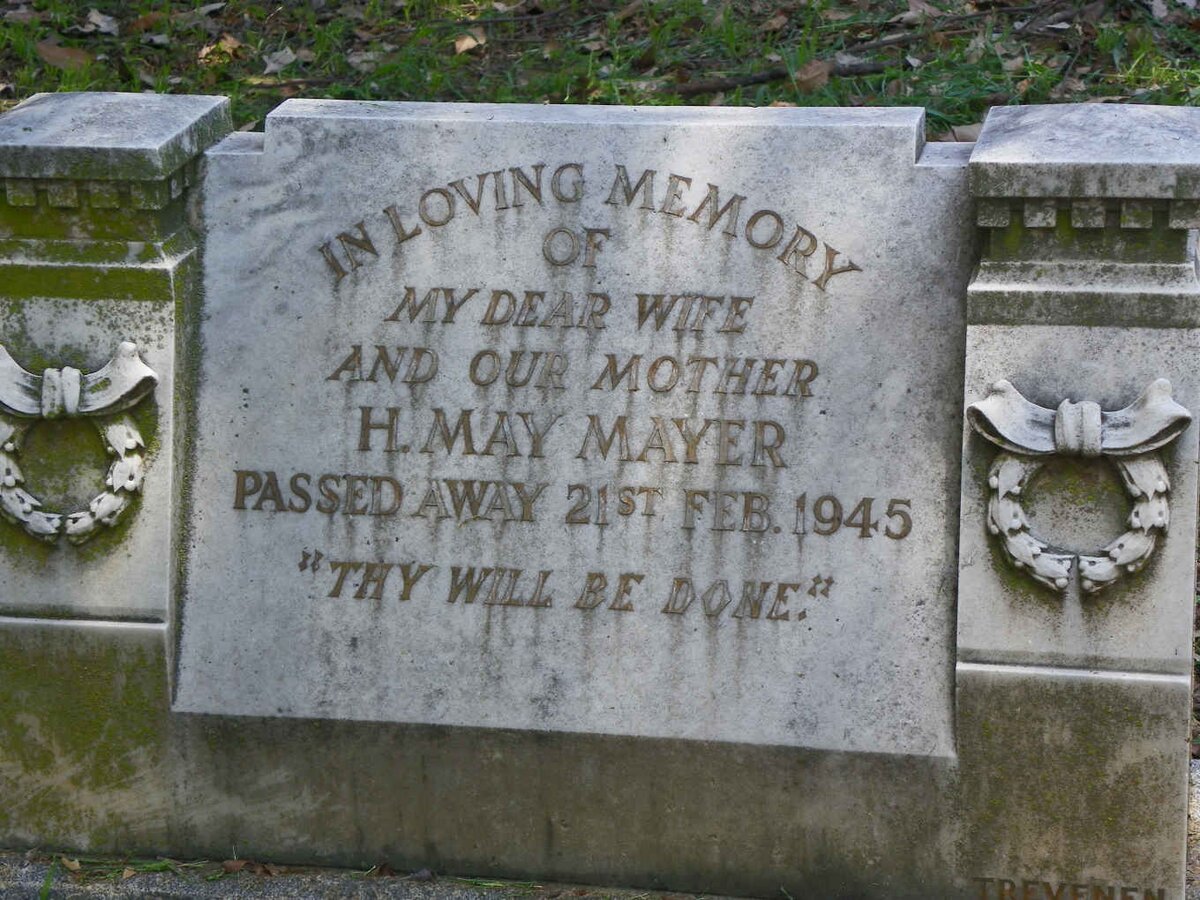 IN LOVING MEMORY
OF
MY DEAR WIFE
AND OUR MOTHER
H. MAY MAYER
PASSED AWAY 21ST FEB. 1945
"THY WILL BE DONE."
TREVENEN